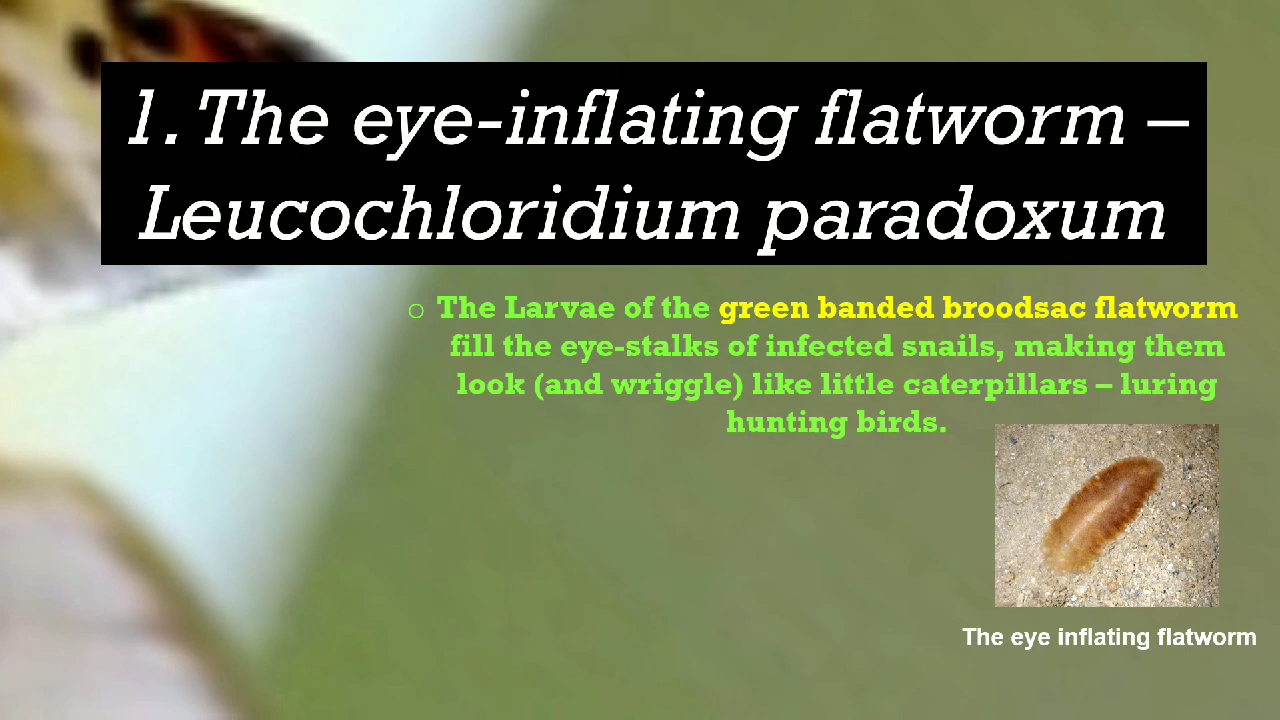 1. The eye-inflating flatworm –
Leucochloridium paradoxum
○ The Larvae of the green banded broodsac flatworm
fill the eye-stalks of infected snails, making them
look (and wriggle) like little caterpillars – luring
hunting birds.
The eye inflating flatworm